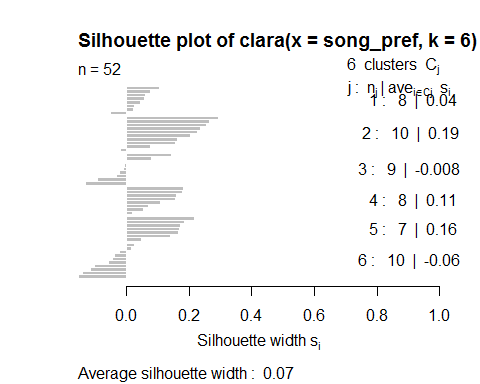 Silhouette plot of clara(x = song_pref, k = 6)
n = 52
6 clusters Cj
j : nj | avei∈Cj si
1 : 8 | 0.04
2 : 10 | 0.19
3 : 9 | -0.008
4 : 8 | 0.11
5 : 7 | 0.16
6 : 10 | -0.06
0.0 0.2 0.4 0.6 0.8 1.0
Silhouette width si
Average silhouette width : 0.07